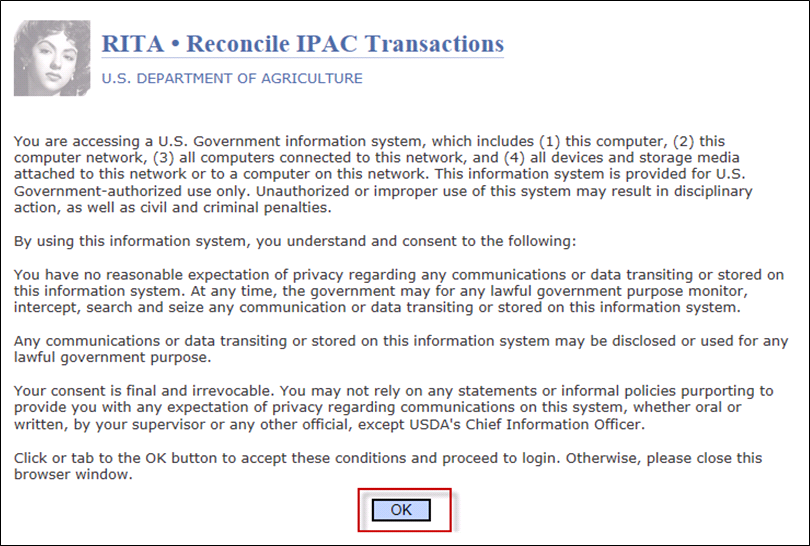 RITA • Reconcile IPAC Transactions
U.S. DEPARTMENT OF AGRICULTURE
You are accessing a U.S. Government information system, which includes (1) this computer, (2) this
computer network, (3) all computers connected to this network, and (4) all devices and storage media
attached to this network or to a computer on this network. This information system is provided for U.S.
Government-authorized use only. Unauthorized or improper use of this system may result in disciplinary
action, as well as civil and criminal penalties.
By using this information system, you understand and consent to the following:
You have no reasonable expectation of privacy regarding any communications or data transiting or stored on
this information system. At any time, the government may for any lawful government purpose monitor,
intercept, search and seize any communication or data transiting or stored on this information system.
Any communications or data transiting or stored on this information system may be disclosed or used for any
lawful government purpose.
Your consent is final and irrevocable. You may not rely on any statements or informal policies purporting to
provide you with any expectation of privacy regarding communications on this system, whether oral or
written, by your supervisor or any other official, except USDA's Chief Information Officer.
Click or tab to the OK button to accept these conditions and proceed to login. Otherwise, please close this
browser window.
OK